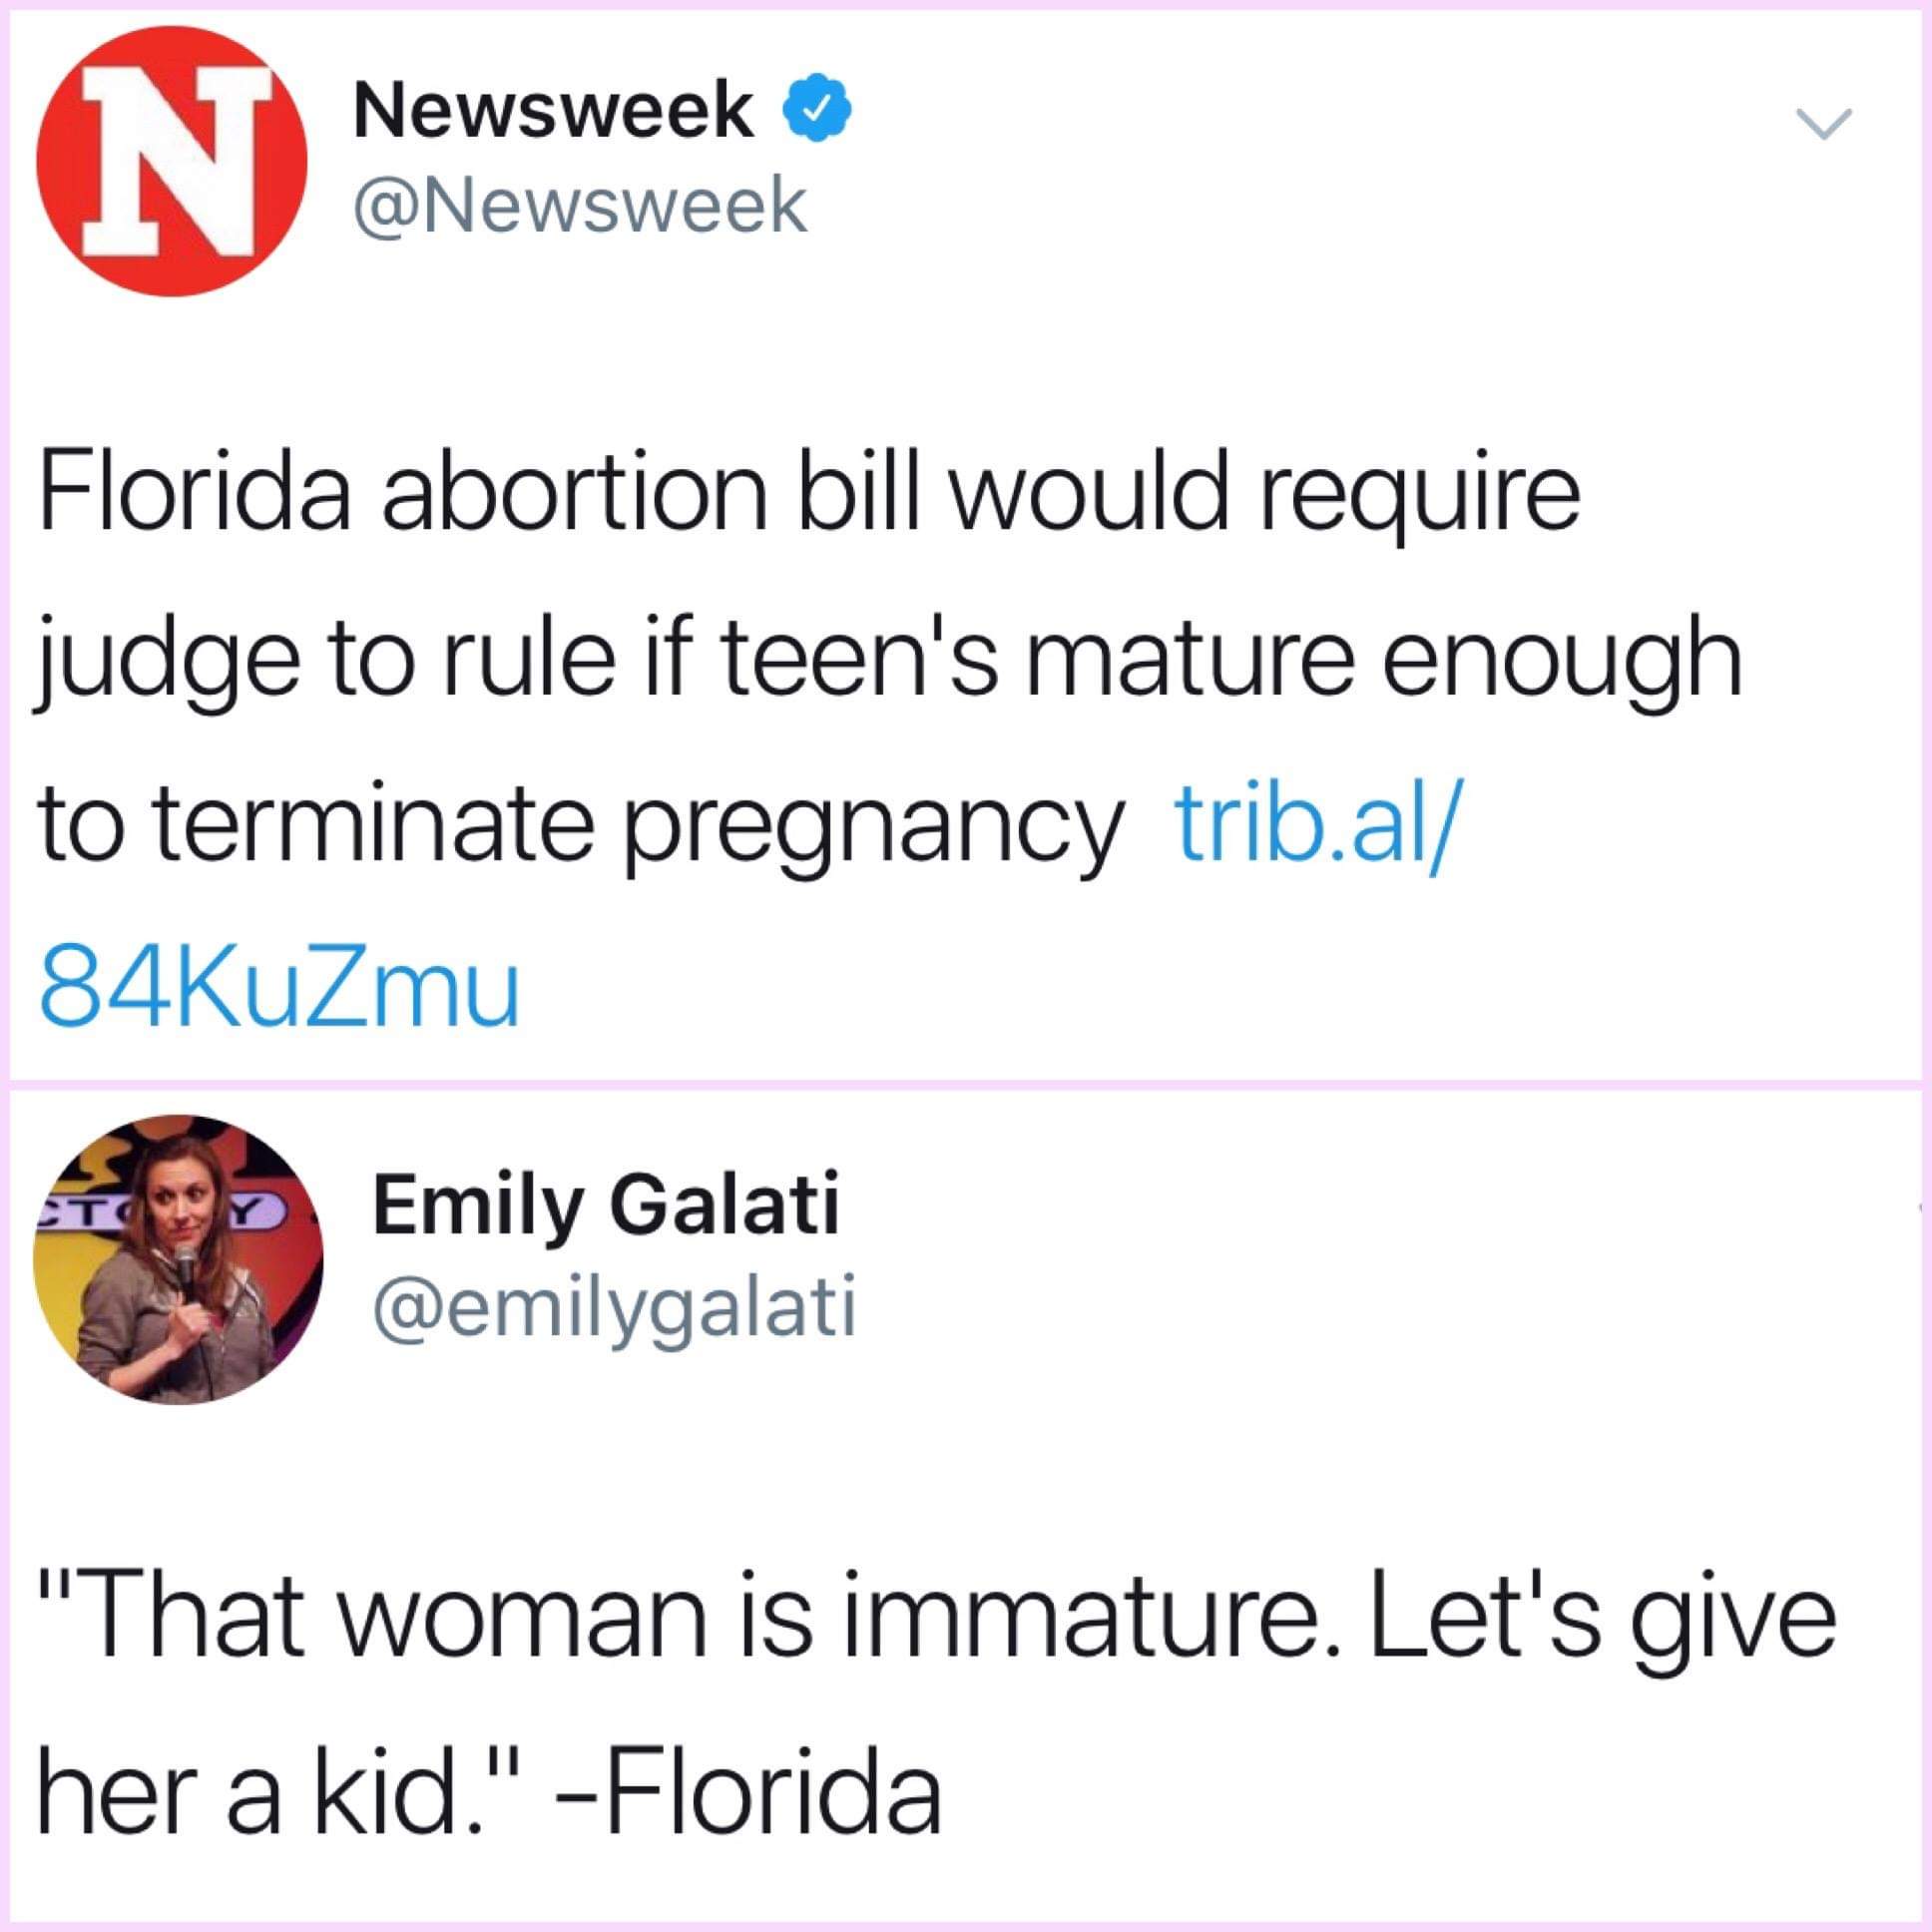 N
Newsweek
@Newsweek
Florida abortion bill would require
judge to rule if teen's mature enough
to terminate pregnancy trib.al/
84KuZmu
CT Y
Emily Galati
@emilygalati
"That woman is immature. Let's give
her a kid." -Florida